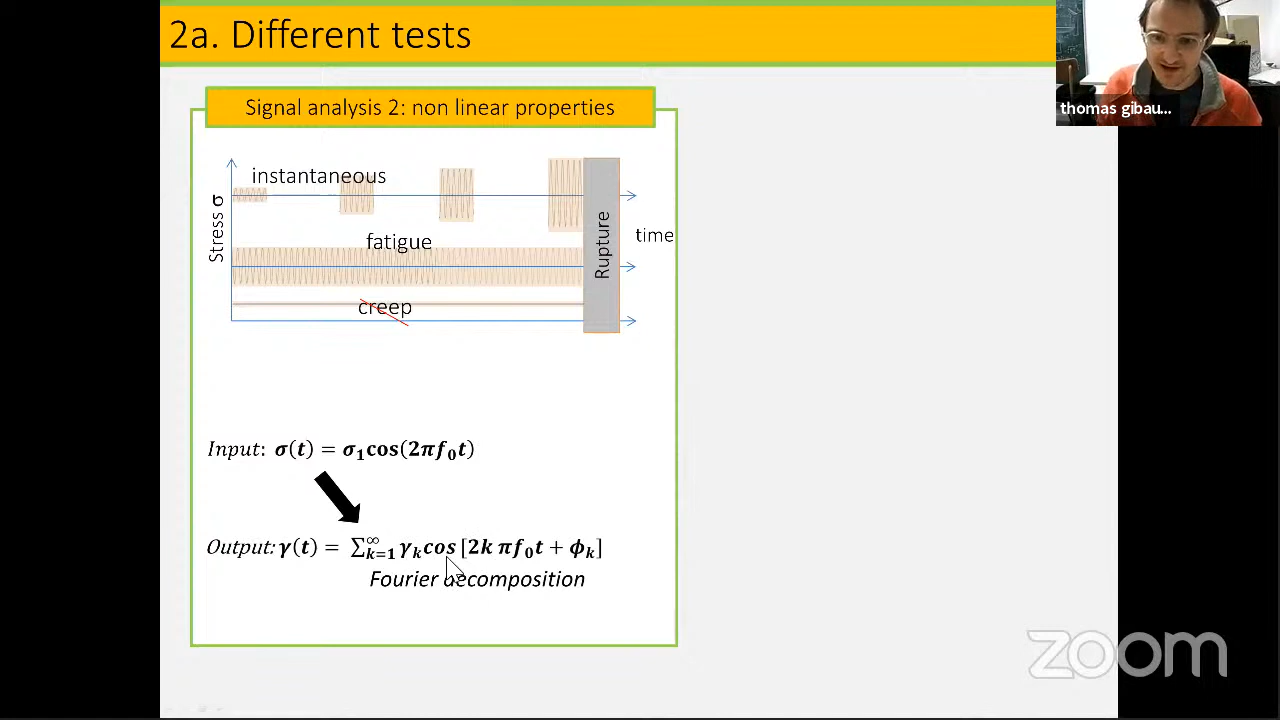 2a. Different tests
thomas gibau...
Signal analysis 2: non linear properties
instantaneous
Stress σ
fatigue
time
Rupture
creep
Input: σ(t) = σ₁cos(2πf₀t)
Output: γ(t) = ∑ₖ₌₁^∞ γₖcos [2k πf₀t + ϕₖ]
Fourier decomposition
zoom